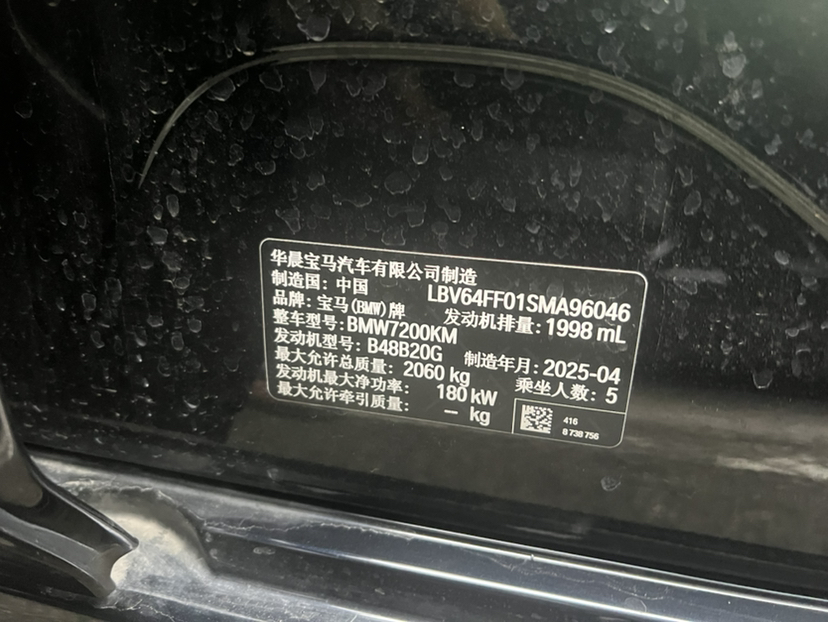 华晨宝马汽车有限公司制造
制造国：中国 LBV64FF01SMA96046
品牌：宝马(BMW)牌 发动机排量：1998 mL
整车型号：BMW7200KM
发动机型号：B48B20G 制造年月：2025-04
最大允许总质量：2060 kg 乘坐人数：5
发动机最大净功率：180 kW
最大允许牵引质量：-- kg
416
8 738 756